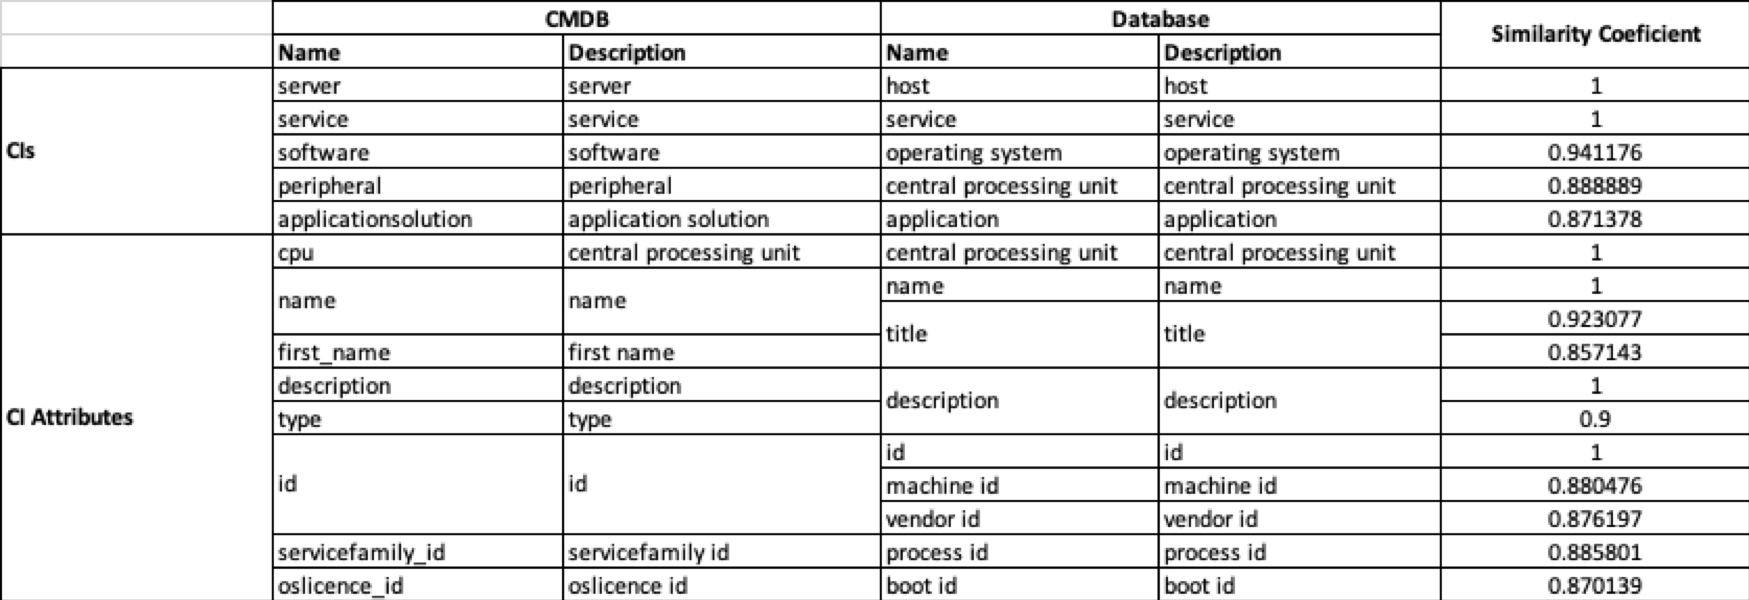 CMDB Database Similarity Coeficient
Name Description Name Description
CIs server server host host 1
service service service service 1
software software operating system operating system 0.941176
peripheral peripheral central processing unit central processing unit 0.888889
applicationsolution application solution application application 0.871378
CI Attributes cpu central processing unit central processing unit central processing unit 1
name name name name 1
title title 0.923077
first_name first name 0.857143
description description description description 1
type type 0.9
id id id id 1
machine id machine id 0.880476
vendor id vendor id 0.876197
servicefamily_id servicefamily id process id process id 0.885801
oslicence_id oslicence id boot id boot id 0.870139